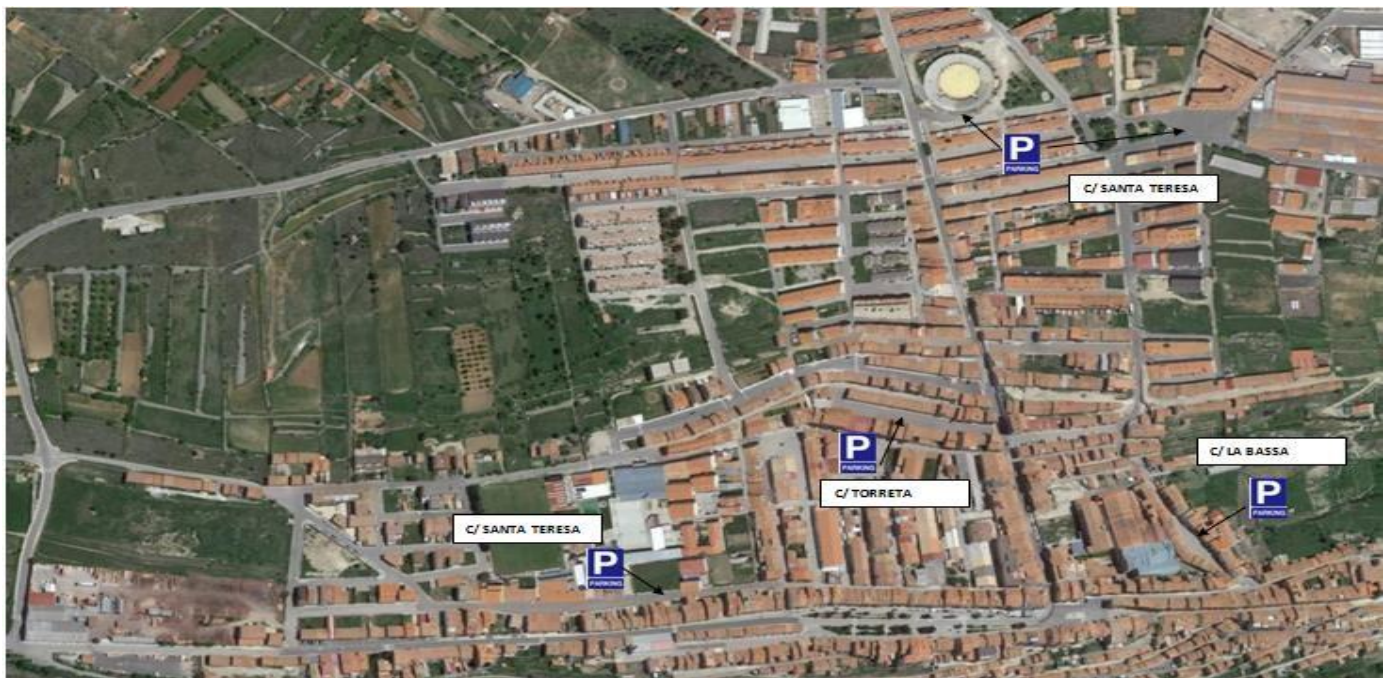 P
PARKING
C/ SANTA TERESA
C/ LA BASSA
P
PARKING
P
PARKING
C/ TORRETA
C/ SANTA TERESA
P
PARKING